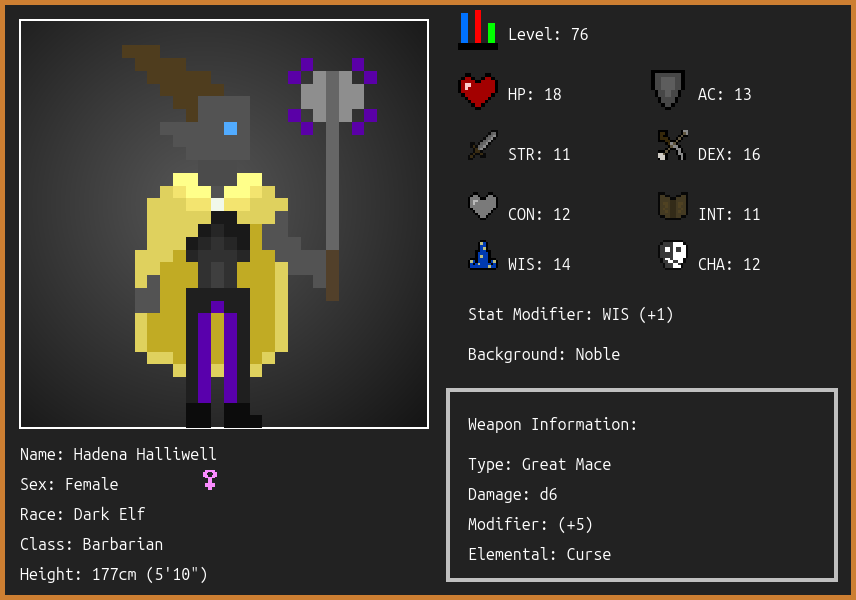 Level: 76
HP: 18
AC: 13
STR: 11
DEX: 16
CON: 12
INT: 11
WIS: 14
CHA: 12
Stat Modifier: WIS (+1)
Background: Noble
Weapon Information:
Type: Great Mace
Damage: d6
Modifier: (+5)
Elemental: Curse
Name: Hadena Halliwell
Sex: Female
Race: Dark Elf
Class: Barbarian
Height: 177cm (5'10")